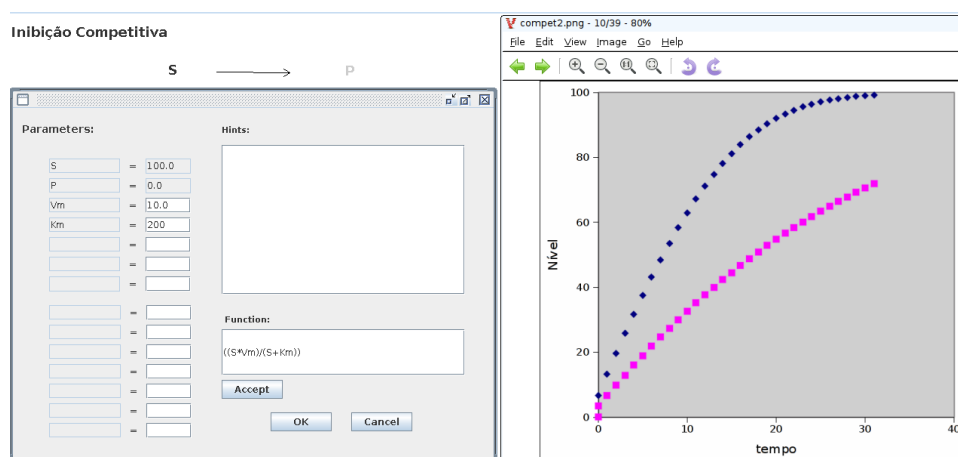 Inibição Competitiva
S P
Parameters:
S = 100.0
P = 0.0
Vm = 10.0
Km = 200
=
=
=
=
=
=
=
=
=
=
Hints:
Function:
((S*Vm)/(S+Km))
Accept
OK Cancel
compet2.png - 10/39 - 80%
File Edit View Image Go Help
100
80
60
40
20
0
Nível
0 10 20 30 40
tempo